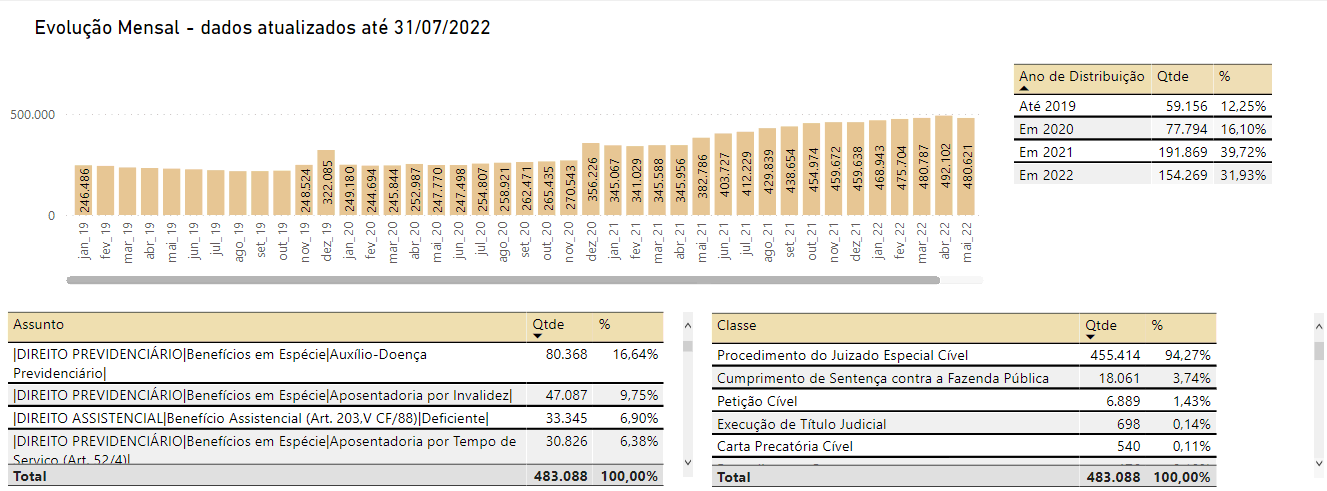 Evolução Mensal - dados atualizados até 31/07/2022
500.000
0
246.486
248.524
322.085
249.180
244.694
245.844
252.987
247.770
247.498
254.807
258.921
262.471
265.435
270.543
356.226
345.067
341.029
345.588
345.956
382.786
403.727
412.229
429.839
438.654
454.974
459.672
459.638
468.943
475.704
480.787
492.102
480.621
jan_19
fev_19
mar_19
abr_19
mai_19
jun_19
jul_19
ago_19
set_19
out_19
nov_19
dez_19
jan_20
fev_20
mar_20
abr_20
mai_20
jun_20
jul_20
ago_20
set_20
out_20
nov_20
dez_20
jan_21
fev_21
mar_21
abr_21
mai_21
jun_21
jul_21
ago_21
set_21
out_21
nov_21
dez_21
jan_22
fev_22
mar_22
abr_22
mai_22
Ano de Distribuição Qtde %
Até 2019 59.156 12,25%
Em 2020 77.794 16,10%
Em 2021 191.869 39,72%
Em 2022 154.269 31,93%
Assunto Qtde %
|DIREITO PREVIDENCIÁRIO|Benefícios em Espécie|Auxílio-Doença 80.368 16,64%
Previdenciário|
|DIREITO PREVIDENCIÁRIO|Benefícios em Espécie|Aposentadoria por Invalidez| 47.087 9,75%
|DIREITO ASSISTENCIAL|Benefício Assistencial (Art. 203,V CF/88)|Deficiente| 33.345 6,90%
|DIREITO PREVIDENCIÁRIO|Benefícios em Espécie|Aposentadoria por Tempo de 30.826 6,38%
Serviço (Art. 52/4)|
Total 483.088 100,00%
Classe Qtde %
Procedimento do Juizado Especial Cível 455.414 94,27%
Cumprimento de Sentença contra a Fazenda Pública 18.061 3,74%
Petição Cível 6.889 1,43%
Execução de Título Judicial 698 0,14%
Carta Precatória Cível 540 0,11%
Total 483.088 100,00%